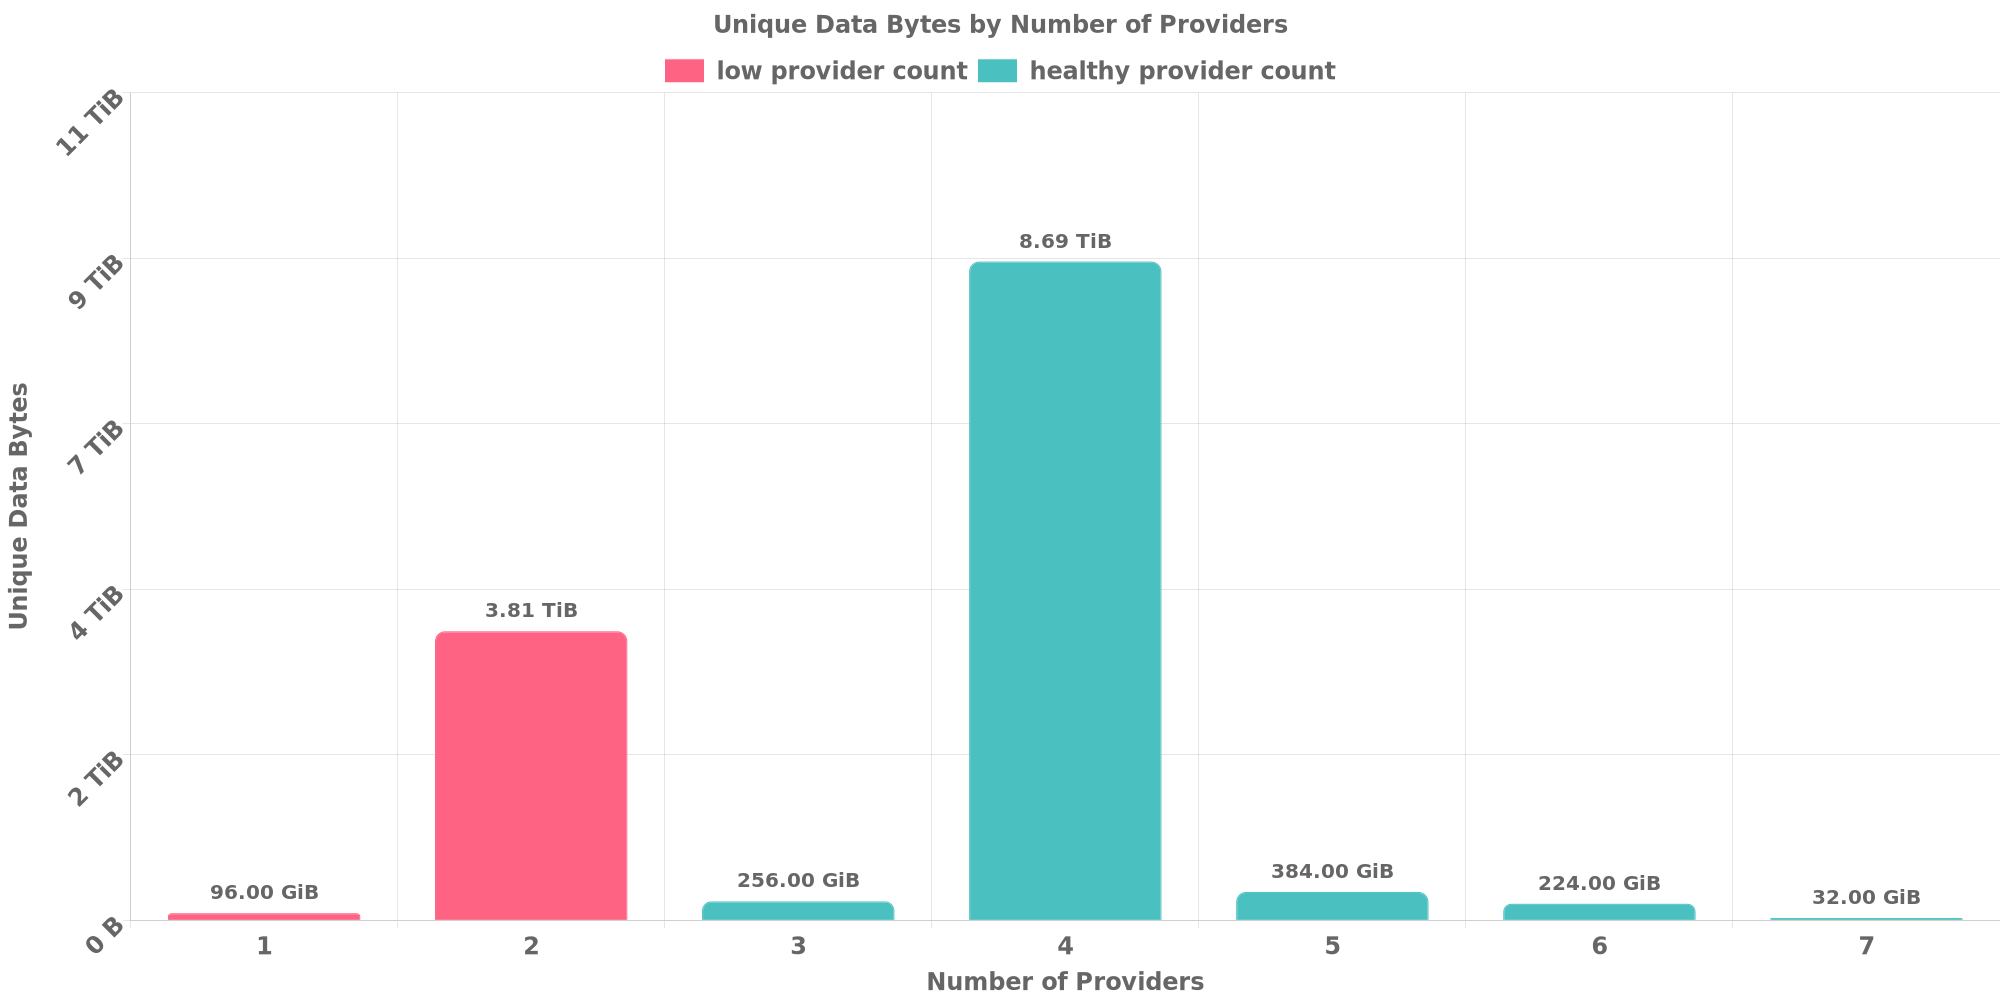 Unique Data Bytes by Number of Providers
low provider count healthy provider count
11 TiB
9 TiB
7 TiB
4 TiB
2 TiB
0 B
Unique Data Bytes
96.00 GiB
3.81 TiB
256.00 GiB
8.69 TiB
384.00 GiB
224.00 GiB
32.00 GiB
1 2 3 4 5 6 7
Number of Providers